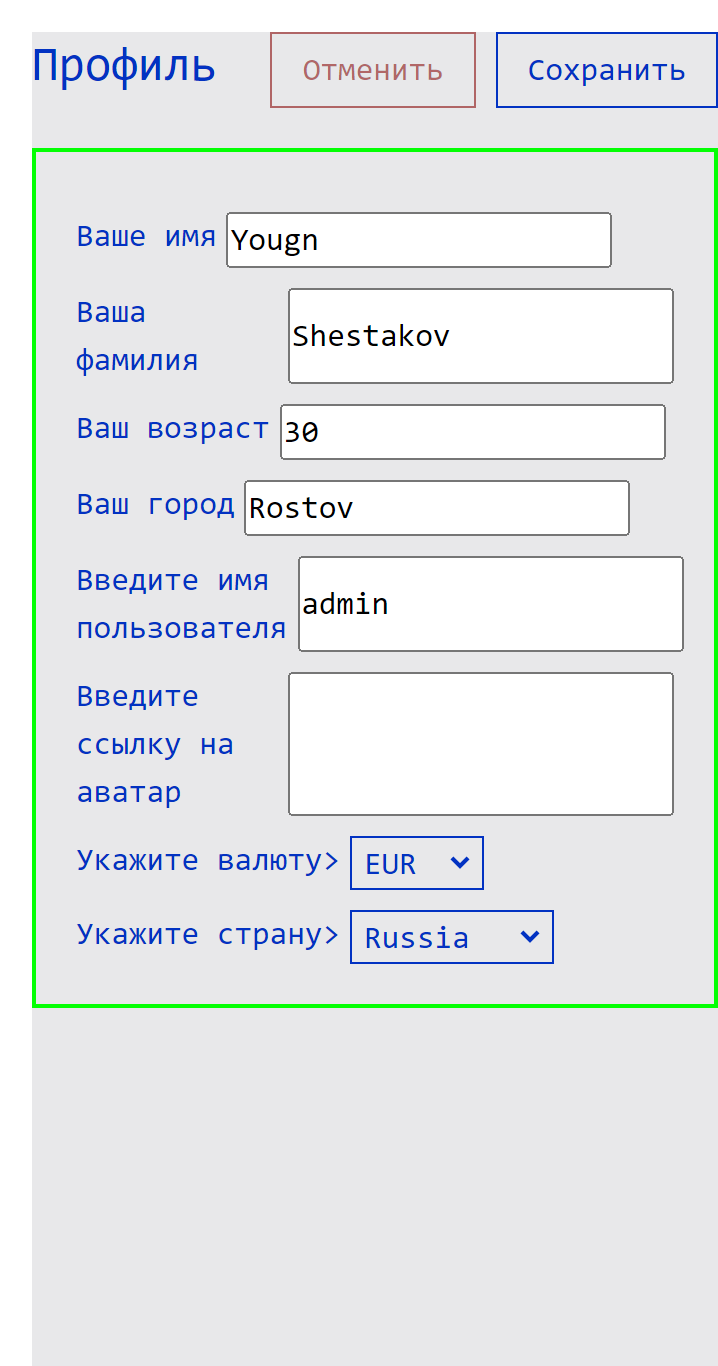 Профиль Отменить Сохранить
Ваше имя Yougn
Ваша
фамилия
Shestakov
Ваш возраст 30
Ваш город Rostov
Введите имя
пользователя
admin
Введите
ссылку на
аватар
Укажите валюту> EUR
Укажите страну> Russia